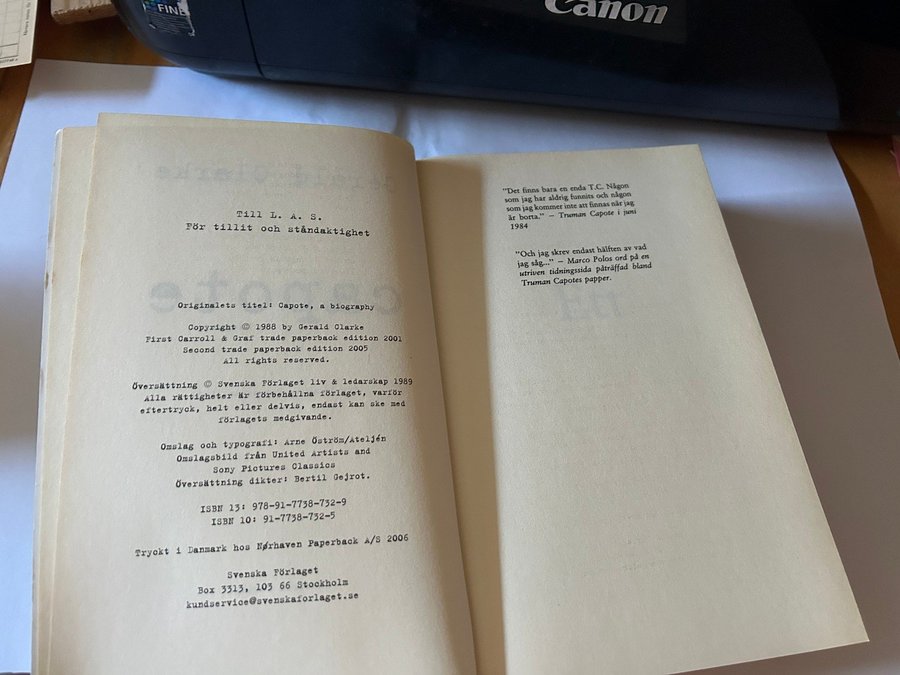 FINE
Canon
Till L. A. S.
För tillit och ståndaktighet
Originalets titel: Capote, a biography
Copyright © 1988 by Gerald Clarke
First Carroll & Graf trade paperback edition 2001
Second trade paperback edition 2005
All rights reserved.
Översättning © Svenska Förlaget liv & ledarskap 1989
Alla rättigheter är förbehållna förlaget, varför
eftertryck, helt eller delvis, endast kan ske med
förlagets medgivande.
Omslag och typografi: Arne Öström/Ateljén
Omslagsbild från United Artists and
Sony Pictures Classics
Översättning dikter: Bertil Gejrot.
ISBN 13: 978-91-7738-732-9
ISBN 10: 91-7738-732-5
Tryckt i Danmark hos Nørhaven Paperback A/S 2006
Svenska Förlaget
Box 3313, 103 66 Stockholm
kundservice@svenskaforlaget.se
"Det finns bara en enda T.C. Någon
som jag har aldrig funnits och någon
som jag kommer inte att finnas när jag
är borta." – Truman Capote i juni
1984
"Och jag skrev endast hälften av vad
jag såg..." – Marco Polos ord på en
utriven tidningssida påträffad bland
Truman Capotes papper.